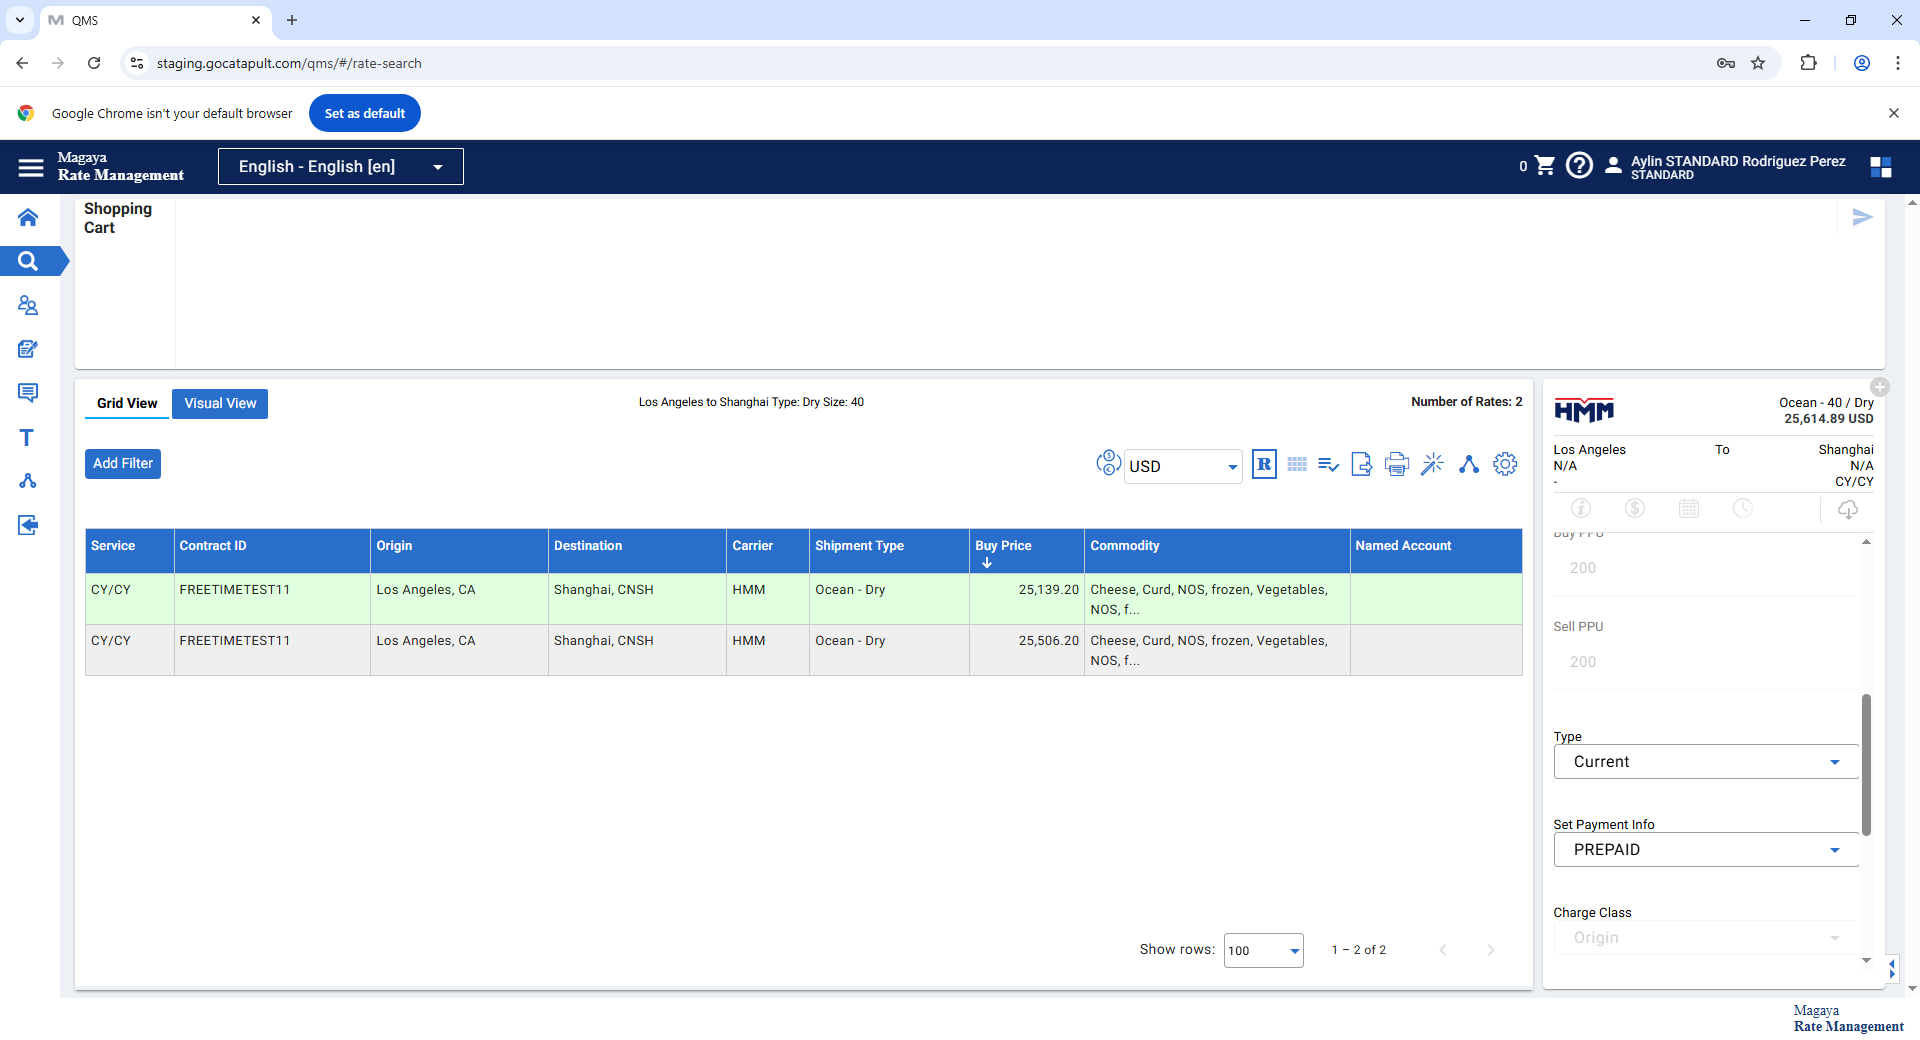 QMS
staging.gocatapult.com/qms/#/rate-search
Google Chrome isn't your default browser
Set as default
Magaya
Rate Management
English - English [en]
0
Aylin STANDARD Rodriguez Perez
STANDARD
Shopping
Cart
Grid View
Visual View
Los Angeles to Shanghai Type: Dry Size: 40
Number of Rates: 2
Add Filter
USD
R
Service
Contract ID
Origin
Destination
Carrier
Shipment Type
Buy Price
Commodity
Named Account
CY/CY
FREETIMETEST11
Los Angeles, CA
Shanghai, CNSH
HMM
Ocean - Dry
25,139.20
Cheese, Curd, NOS, frozen, Vegetables,
NOS, f...
CY/CY
FREETIMETEST11
Los Angeles, CA
Shanghai, CNSH
HMM
Ocean - Dry
25,506.20
Cheese, Curd, NOS, frozen, Vegetables,
NOS, f...
Show rows:
100
1 – 2 of 2
HMM
Ocean - 40 / Dry
25,614.89 USD
Los Angeles
To
Shanghai
N/A
N/A
-
CY/CY
Buy PPU
200
Sell PPU
200
Type
Current
Set Payment Info
PREPAID
Charge Class
Origin
Magaya
Rate Management